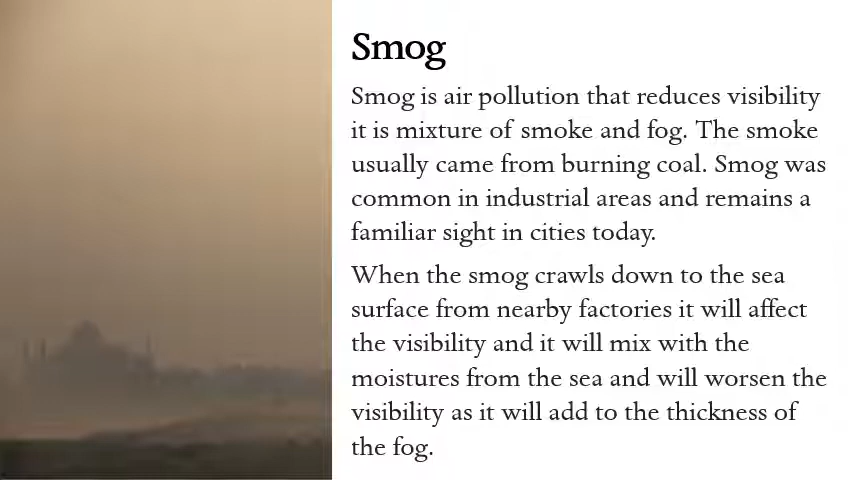 Smog
Smog is air pollution that reduces visibility
it is mixture of smoke and fog. The smoke
usually came from burning coal. Smog was
common in industrial areas and remains a
familiar sight in cities today.
When the smog crawls down to the sea
surface from nearby factories it will affect
the visibility and it will mix with the
moistures from the sea and will worsen the
visibility as it will add to the thickness of
the fog.